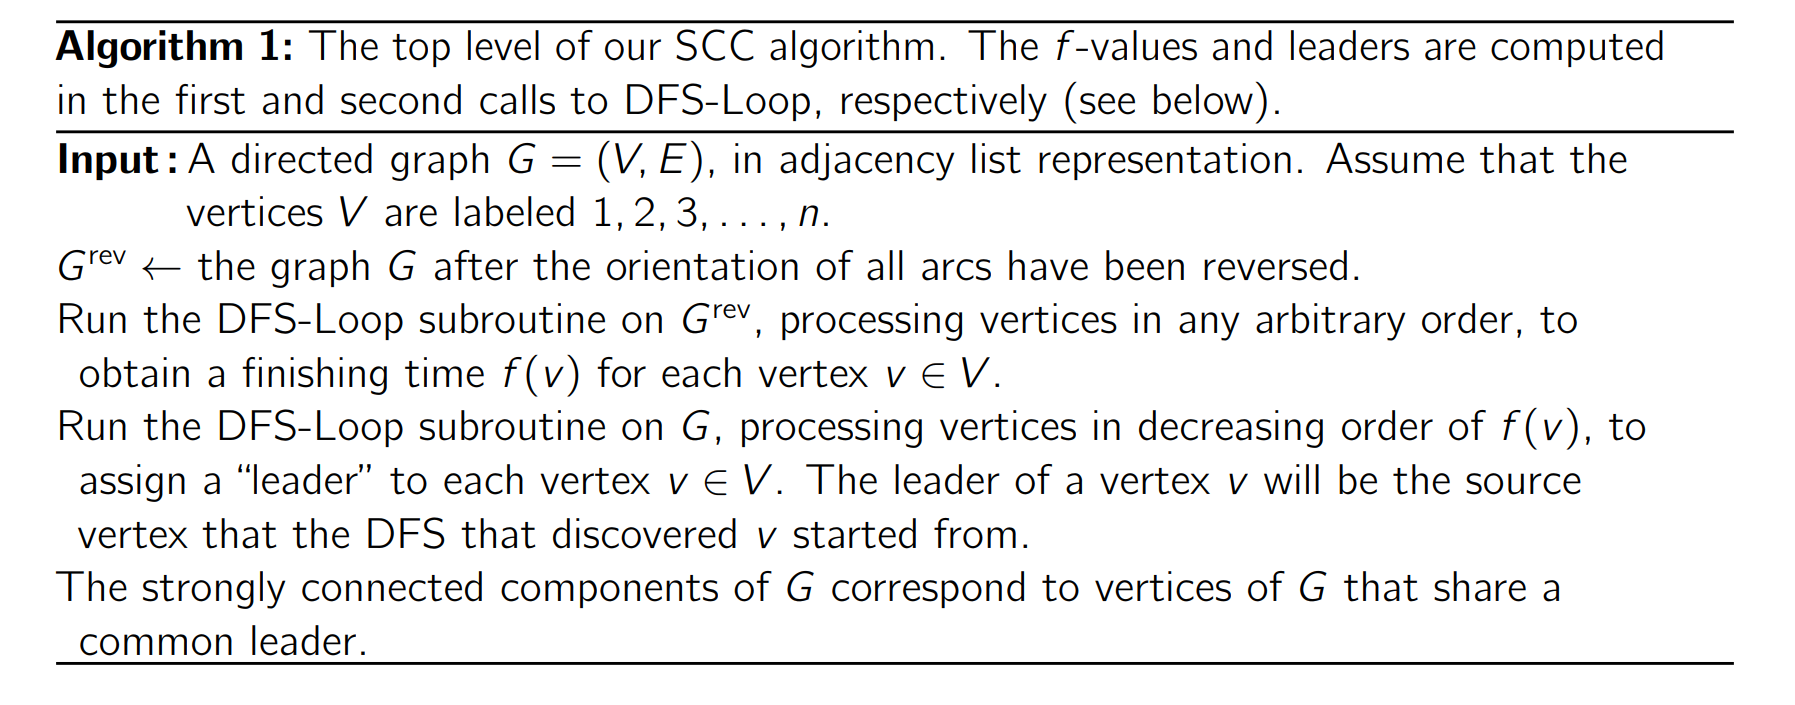 Algorithm 1: The top level of our SCC algorithm. The f-values and leaders are computed
in the first and second calls to DFS-Loop, respectively (see below).
Input: A directed graph G = (V, E), in adjacency list representation. Assume that the
vertices V are labeled 1, 2, 3, . . . , n.
G^rev ← the graph G after the orientation of all arcs have been reversed.
Run the DFS-Loop subroutine on G^rev, processing vertices in any arbitrary order, to
obtain a finishing time f(v) for each vertex v ∈ V.
Run the DFS-Loop subroutine on G, processing vertices in decreasing order of f(v), to
assign a “leader” to each vertex v ∈ V. The leader of a vertex v will be the source
vertex that the DFS that discovered v started from.
The strongly connected components of G correspond to vertices of G that share a
common leader.